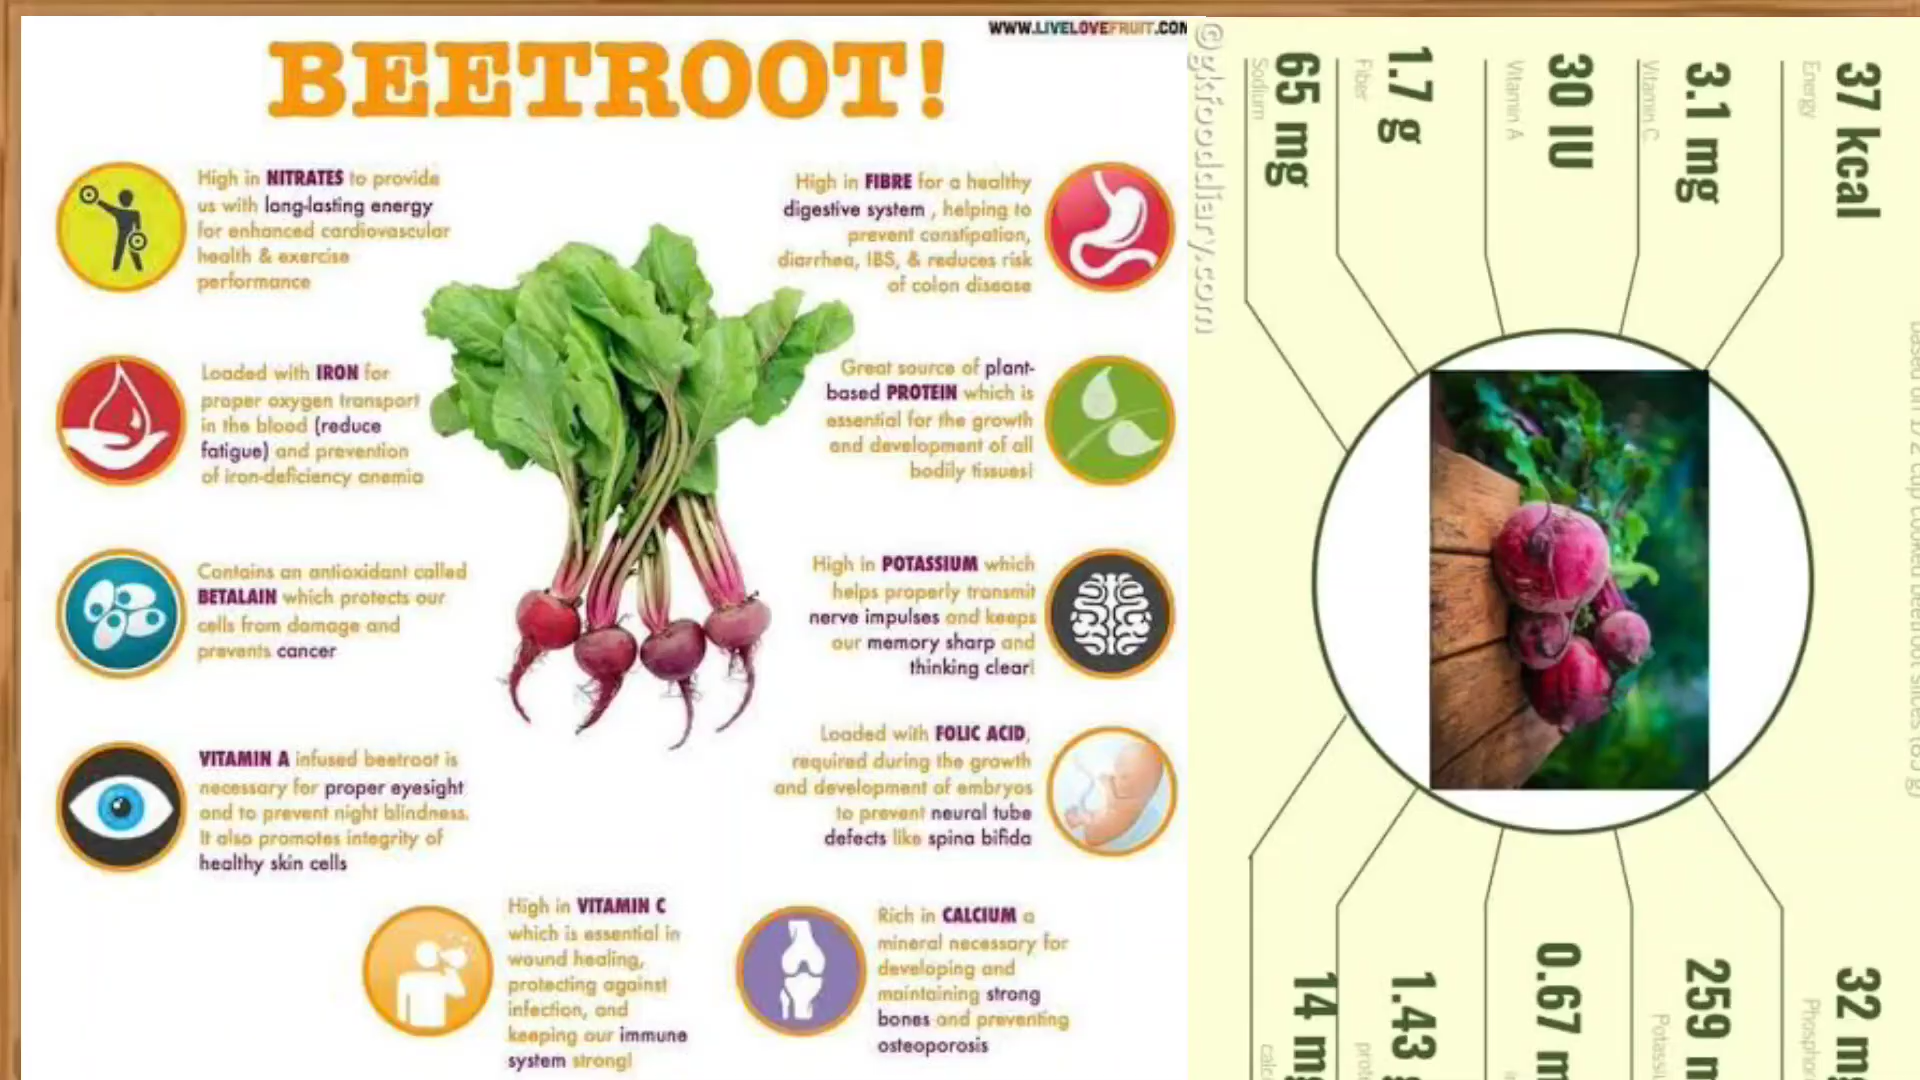 WWW.LIVELOVEFRUIT.COM
BEETROOT!
High in NITRATES to provide
us with long-lasting energy
for enhanced cardiovascular
health & exercise
performance
Loaded with IRON for
proper oxygen transport
in the blood (reduce
fatigue) and prevention
of iron-deficiency anemia
Contains an antioxidant called
BETALAIN which protects our
cells from damage and
prevents cancer
VITAMIN A infused beetroot is
necessary for proper eyesight
and to prevent night blindness.
It also promotes integrity of
healthy skin cells
High in FIBRE for a healthy
digestive system , helping to
prevent constipation,
diarrhea, IBS, & reduces risk
of colon disease
Great source of plant-
based PROTEIN which is
essential for the growth
and development of all
bodily tissues!
High in POTASSIUM which
helps properly transmit
nerve impulses and keeps
our memory sharp and
thinking clear!
Loaded with FOLIC ACID,
required during the growth
and development of embryos
to prevent neural tube
defects like spina bifida
High in VITAMIN C
which is essential in
wound healing,
protecting against
infection, and
keeping our immune
system strong!
Rich in CALCIUM a
mineral necessary for
developing and
maintaining strong
bones and preventing
osteoporosis
©gkfooddiary.com
65 mg
Sodium
1.7 g
Fiber
30 IU
Vitamin A
3.1 mg
Vitamin C
37 kcal
Energy
14 m
1.43
0.67 m
259 m
32 m